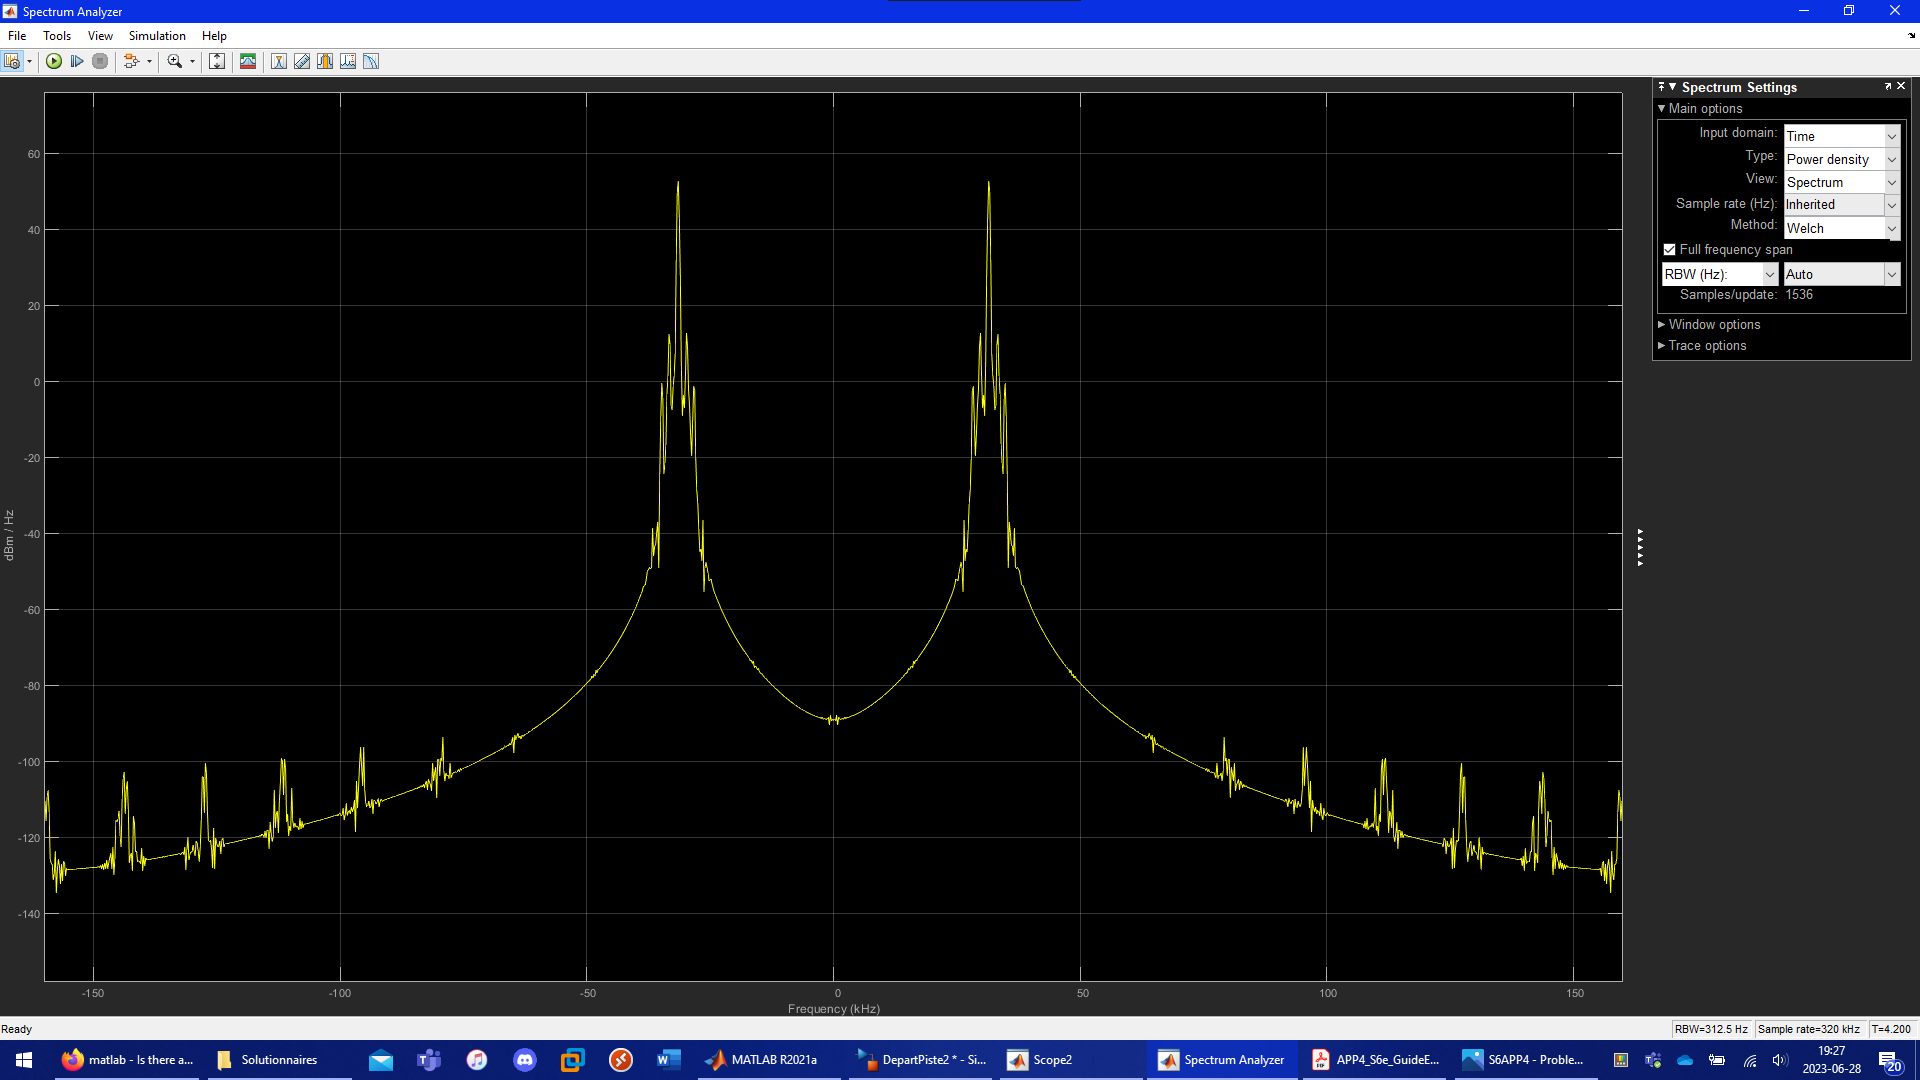 Spectrum Analyzer
File Tools View Simulation Help
Spectrum Settings
Main options
Input domain: Time
Type: Power density
View: Spectrum
Sample rate (Hz): Inherited
Method: Welch
Full frequency span
RBW (Hz): Auto
Samples/update: 1536
Window options
Trace options
60
40
20
0
-20
-40
-60
-80
-100
-120
-140
dBm / Hz
-150 -100 -50 0 50 100 150
Frequency (kHz)
Ready
RBW=312.5 Hz Sample rate=320 kHz T=4.200
matlab - Is there a... Solutionnaires MATLAB R2021a DepartPiste2 * - Si... Scope2 Spectrum Analyzer APP4_S6e_GuideE... S6APP4 - Proble...
19:27
2023-06-28
20